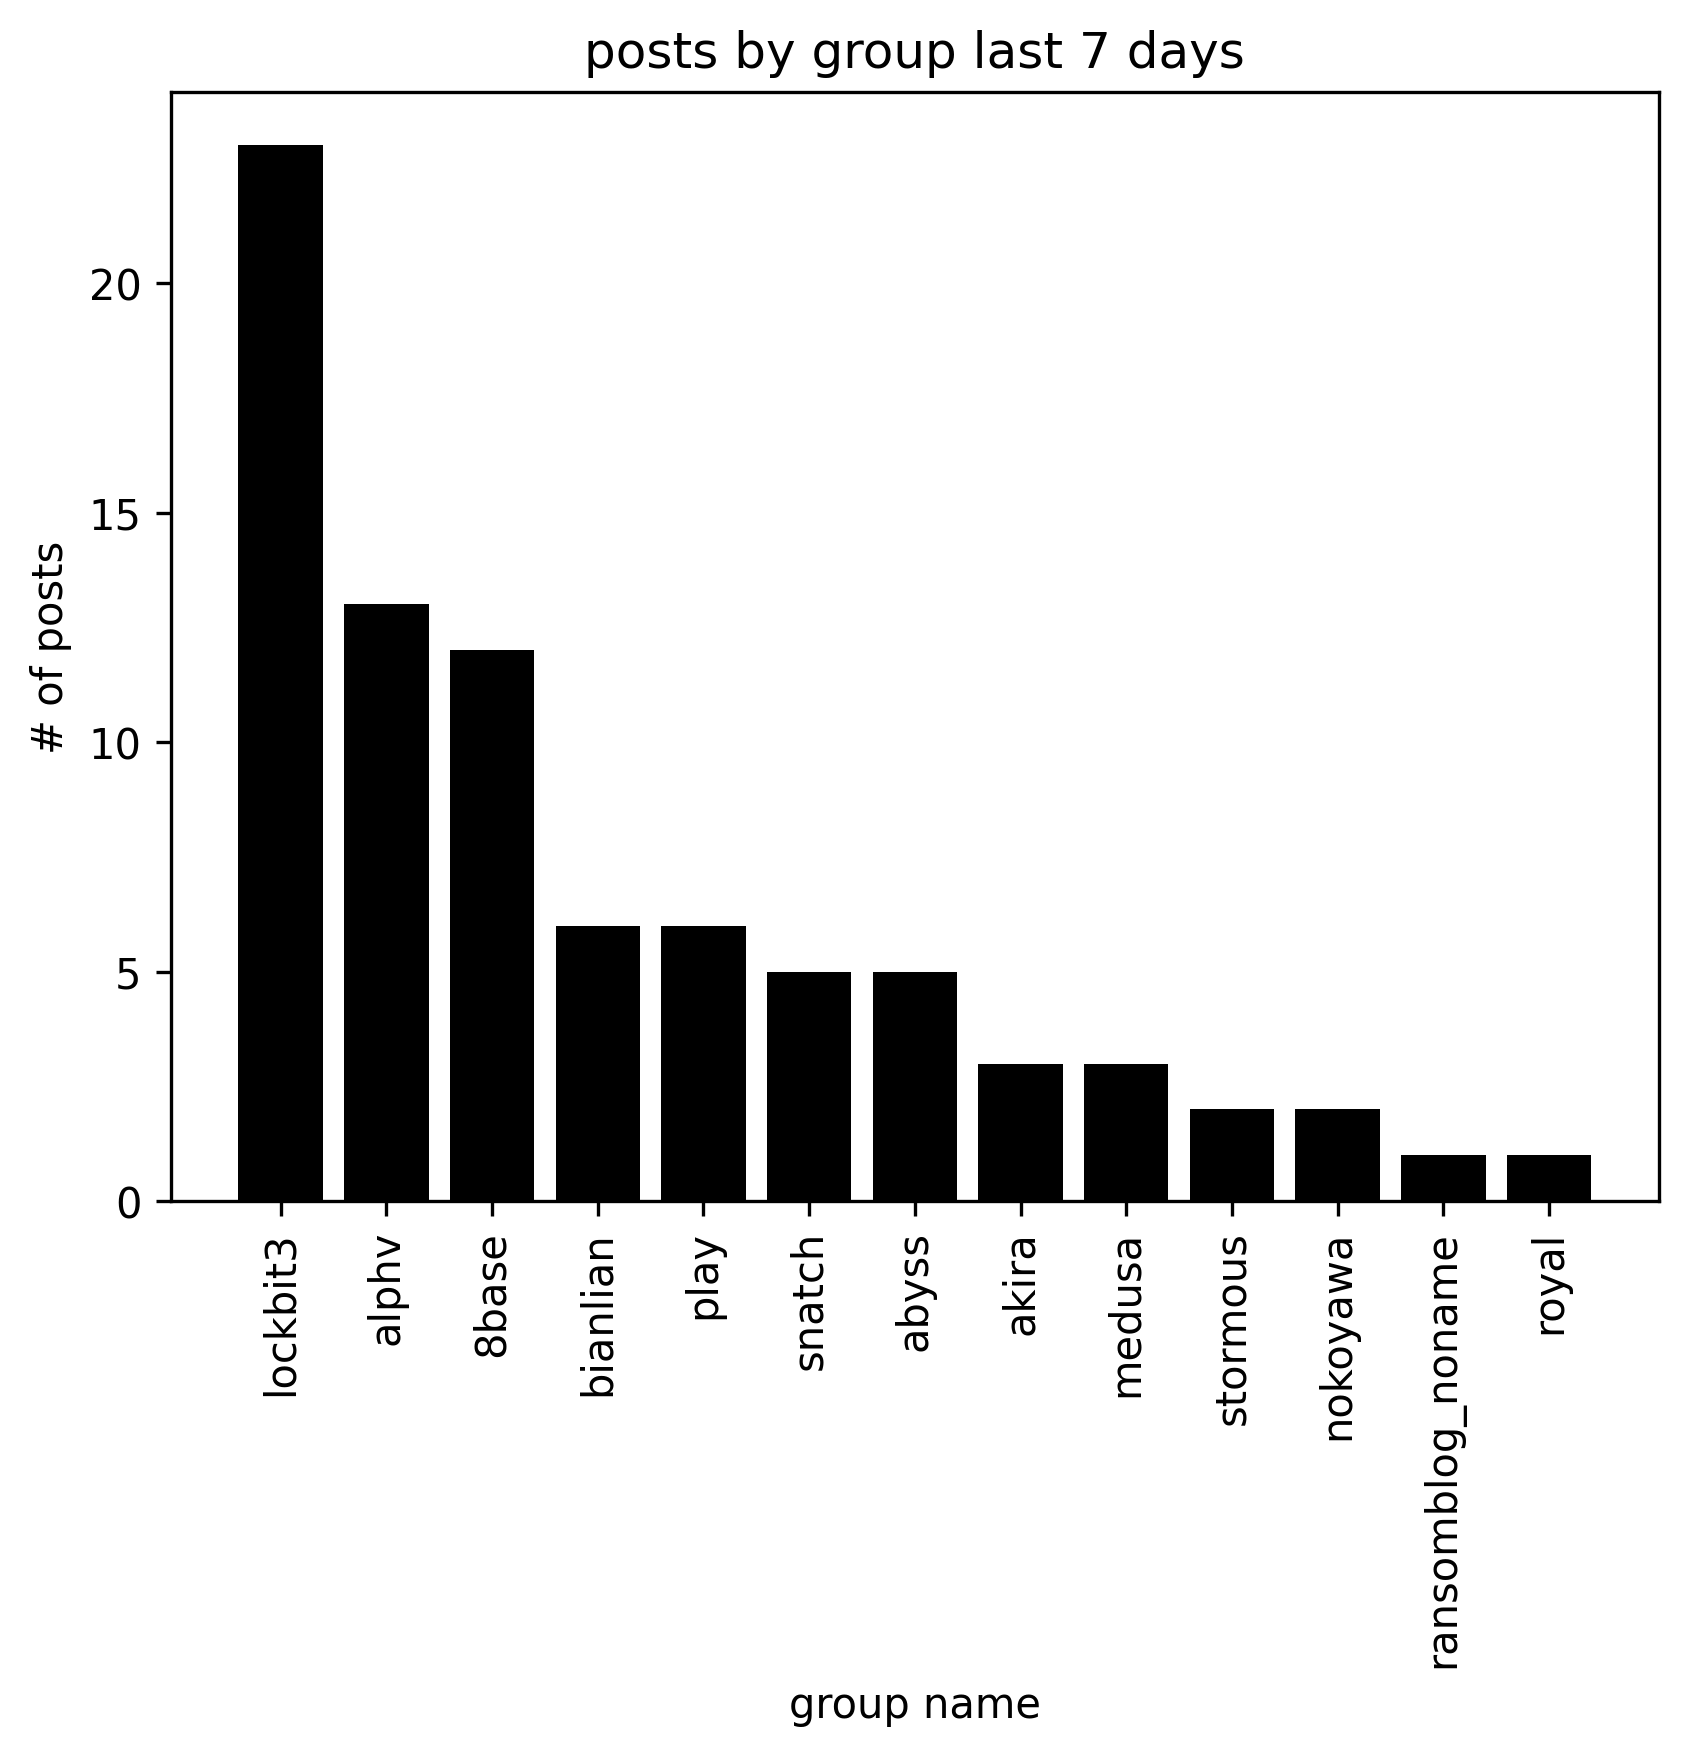 posts by group last 7 days
# of posts
20
15
10
5
0
lockbit3
alphv
8base
bianlian
play
snatch
abyss
akira
medusa
stormous
nokoyawa
ransomblog_noname
royal
group name